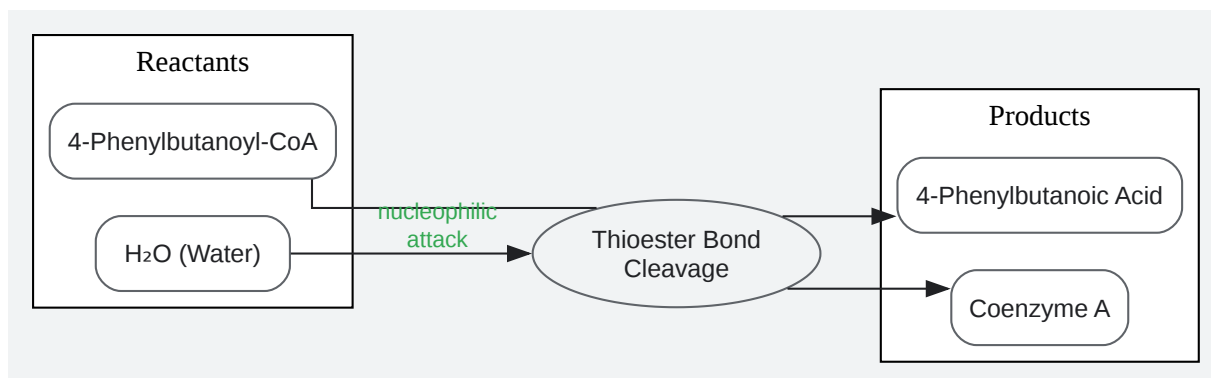 Reactants
4-Phenylbutanoyl-CoA
H₂O (Water)
nucleophilic
attack
Thioester Bond
Cleavage
Products
4-Phenylbutanoic Acid
Coenzyme A